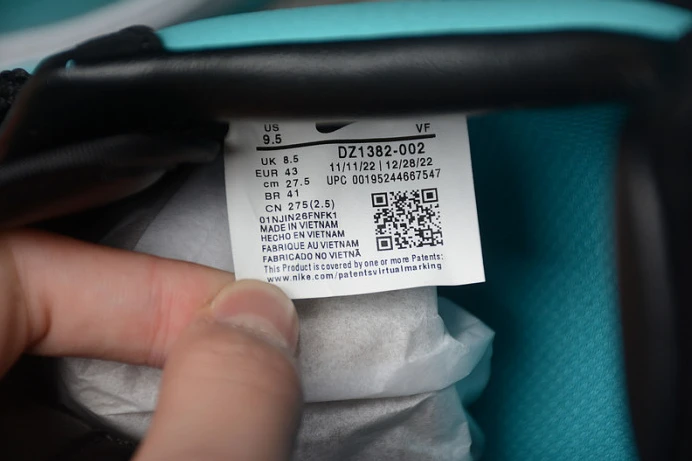 US VF
9.5
UK 8.5 DZ1382-002
EUR 43 11/11/22 | 12/28/22
cm 27.5 UPC 00195244667547
BR 41
CN 275(2.5)
01NJIN26FNFK1
MADE IN VIETNAM
HECHO EN VIETNAM
FABRIQUE AU VIETNAM
FABRICADO NO VIETNÃ
This Product is covered by one or more Patents:
www.nike.com/patentsvirtualmarking